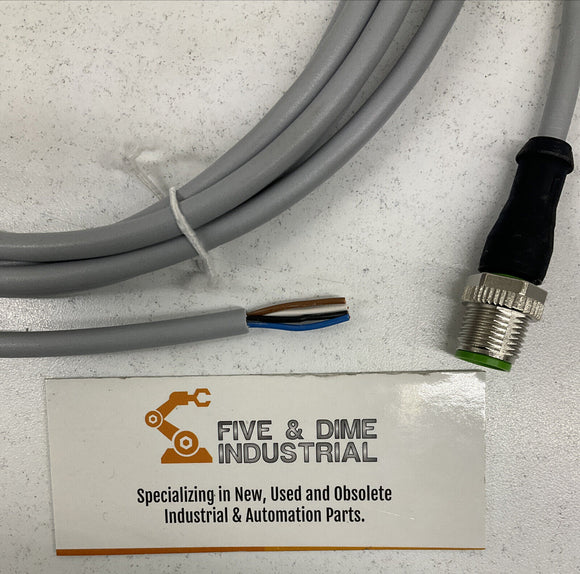 FIVE & DIME
INDUSTRIAL
Specializing in New, Used and Obsolete
Industrial & Automation Parts.